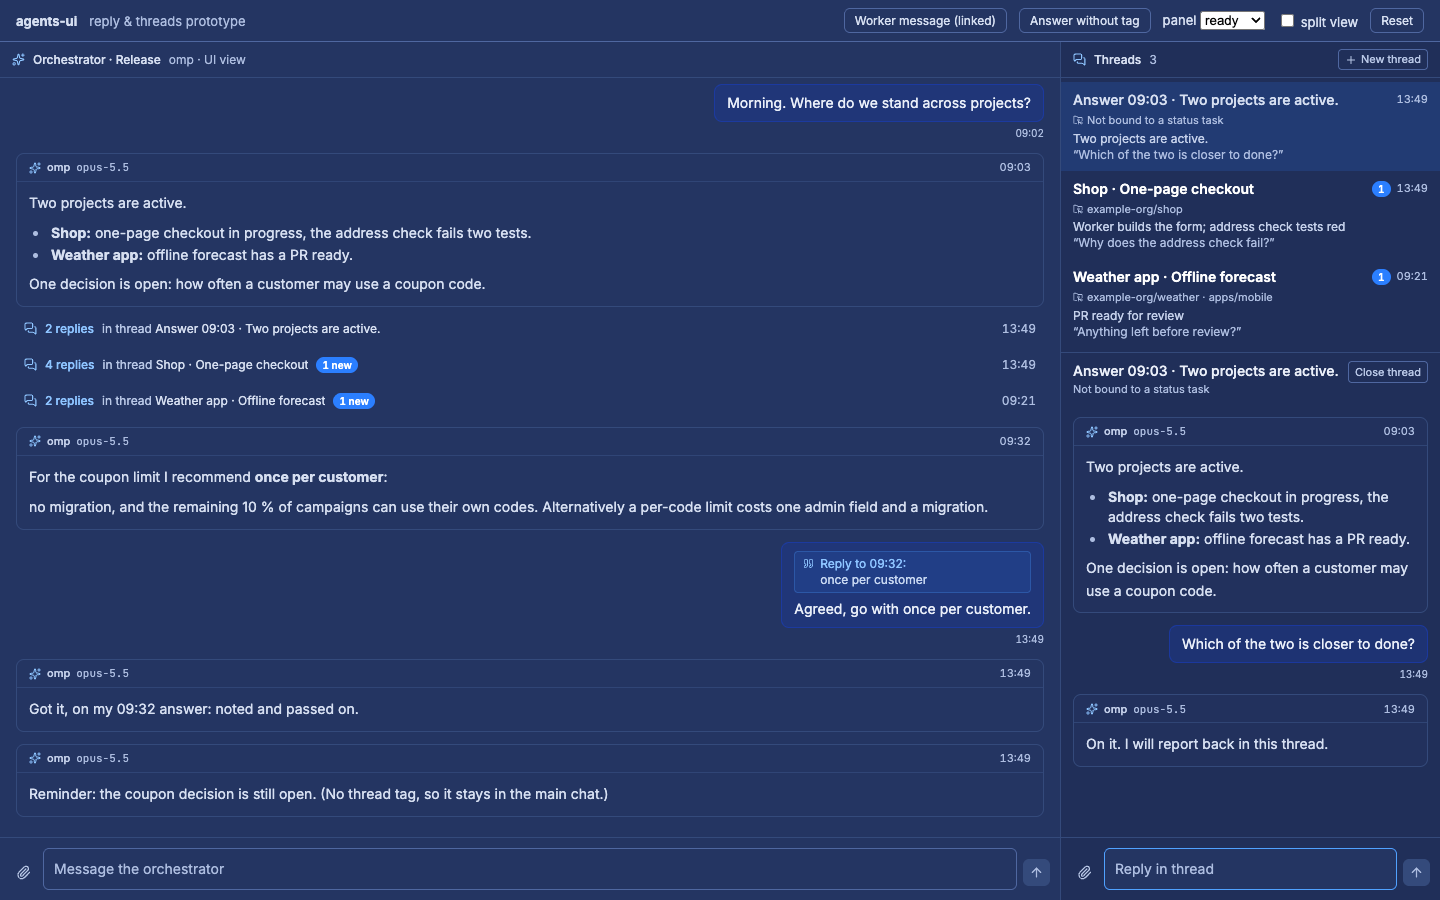 agents-ui reply & threads prototype
Worker message (linked) Answer without tag panel ready split view Reset
Orchestrator · Release omp · UI view
Morning. Where do we stand across projects?
09:02
omp opus-5.5 09:03
Two projects are active.
• Shop: one-page checkout in progress, the address check fails two tests.
• Weather app: offline forecast has a PR ready.
One decision is open: how often a customer may use a coupon code.
2 replies in thread Answer 09:03 · Two projects are active. 13:49
4 replies in thread Shop · One-page checkout 1 new 13:49
2 replies in thread Weather app · Offline forecast 1 new 09:21
omp opus-5.5 09:32
For the coupon limit I recommend once per customer:
no migration, and the remaining 10 % of campaigns can use their own codes. Alternatively a per-code limit costs one admin field and a migration.
Reply to 09:32:
once per customer
Agreed, go with once per customer.
13:49
omp opus-5.5 13:49
Got it, on my 09:32 answer: noted and passed on.
omp opus-5.5 13:49
Reminder: the coupon decision is still open. (No thread tag, so it stays in the main chat.)
Message the orchestrator
Threads 3 + New thread
Answer 09:03 · Two projects are active. 13:49
Not bound to a status task
Two projects are active.
“Which of the two is closer to done?”
Shop · One-page checkout 1 13:49
example-org/shop
Worker builds the form; address check tests red
“Why does the address check fail?”
Weather app · Offline forecast 1 09:21
example-org/weather · apps/mobile
PR ready for review
“Anything left before review?”
Answer 09:03 · Two projects are active. Close thread
Not bound to a status task
omp opus-5.5 09:03
Two projects are active.
• Shop: one-page checkout in progress, the
address check fails two tests.
• Weather app: offline forecast has a PR ready.
One decision is open: how often a customer may
use a coupon code.
Which of the two is closer to done?
13:49
omp opus-5.5 13:49
On it. I will report back in this thread.
Reply in thread